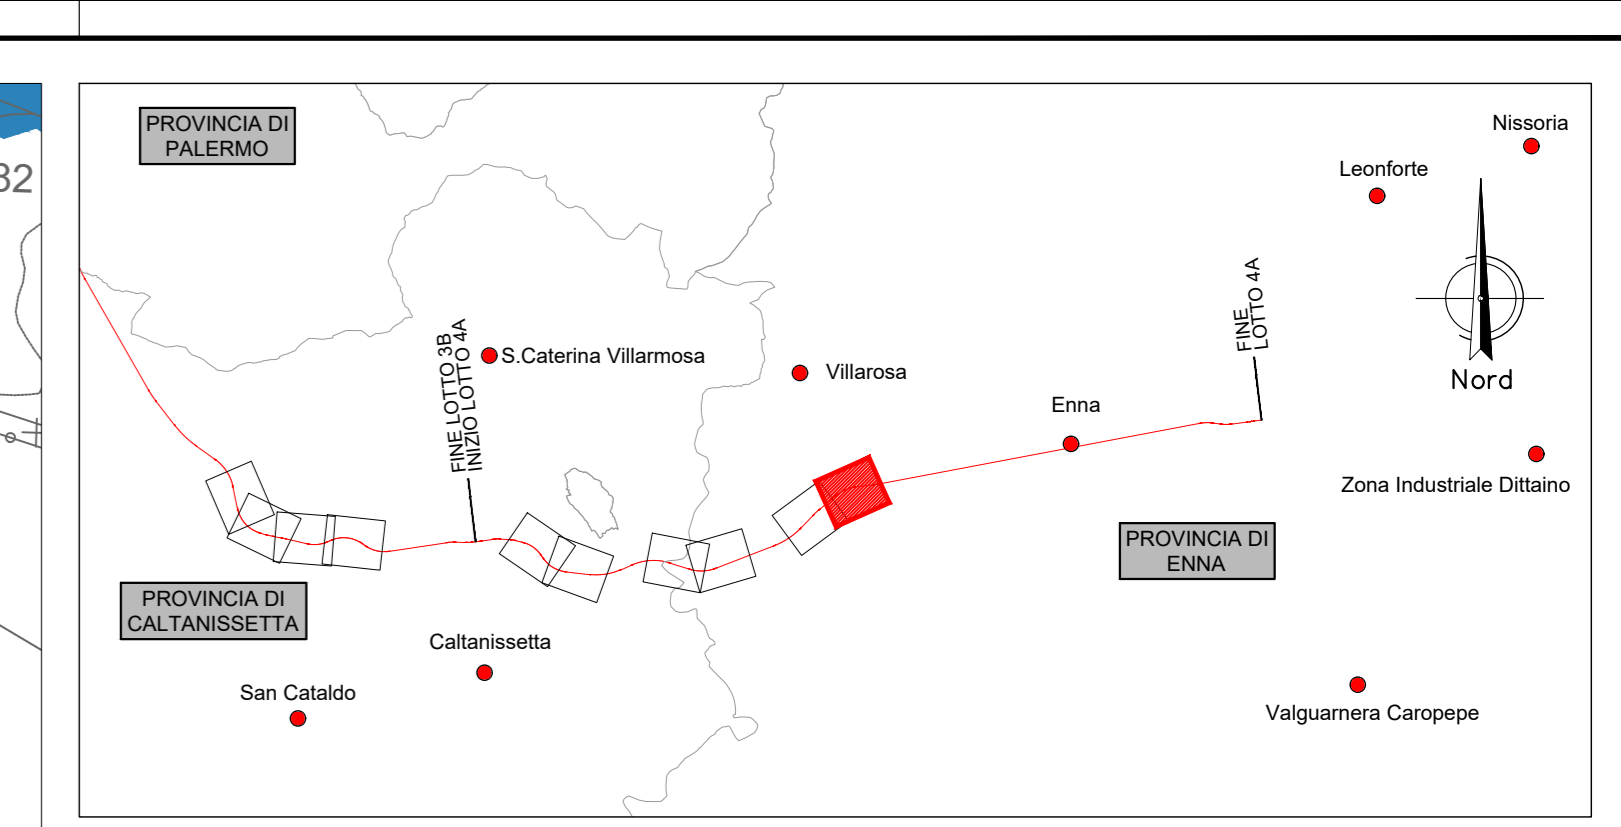 PROVINCIA DI
PALERMO
Nissoria
Leonforte
32
FINE
LOTTO 4A
FINE LOTTO 3B
INIZIO LOTTO 4A
S.Caterina Villarmosa
Villarosa
Nord
Enna
Zona Industriale Dittaino
PROVINCIA DI
ENNA
PROVINCIA DI
CALTANISSETTA
Caltanissetta
San Cataldo
Valguarnera Caropepe